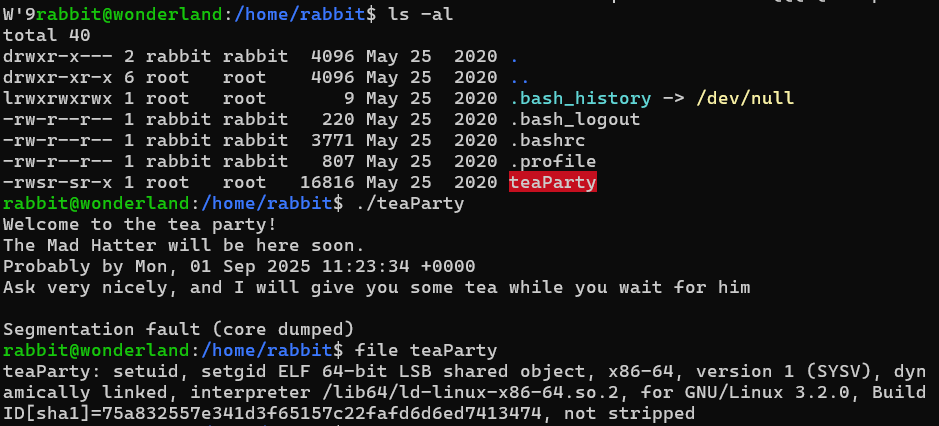 W'9rabbit@wonderland:/home/rabbit$ ls -al
total 40
drwxr-x--- 2 rabbit rabbit  4096 May 25  2020 .
drwxr-xr-x 6 root   root    4096 May 25  2020 ..
lrwxrwxrwx 1 root   root       9 May 25  2020 .bash_history -> /dev/null
-rw-r--r-- 1 rabbit rabbit   220 May 25  2020 .bash_logout
-rw-r--r-- 1 rabbit rabbit  3771 May 25  2020 .bashrc
-rw-r--r-- 1 rabbit rabbit   807 May 25  2020 .profile
-rwsr-sr-x 1 root   root   16816 May 25  2020 teaParty
rabbit@wonderland:/home/rabbit$ ./teaParty
Welcome to the tea party!
The Mad Hatter will be here soon.
Probably by Mon, 01 Sep 2025 11:23:34 +0000
Ask very nicely, and I will give you some tea while you wait for him
Segmentation fault (core dumped)
rabbit@wonderland:/home/rabbit$ file teaParty
teaParty: setuid, setgid ELF 64-bit LSB shared object, x86-64, version 1 (SYSV), dyn
amically linked, interpreter /lib64/ld-linux-x86-64.so.2, for GNU/Linux 3.2.0, Build
ID[sha1]=75a832557e341d3f65157c22fafd6d6ed7413474, not stripped